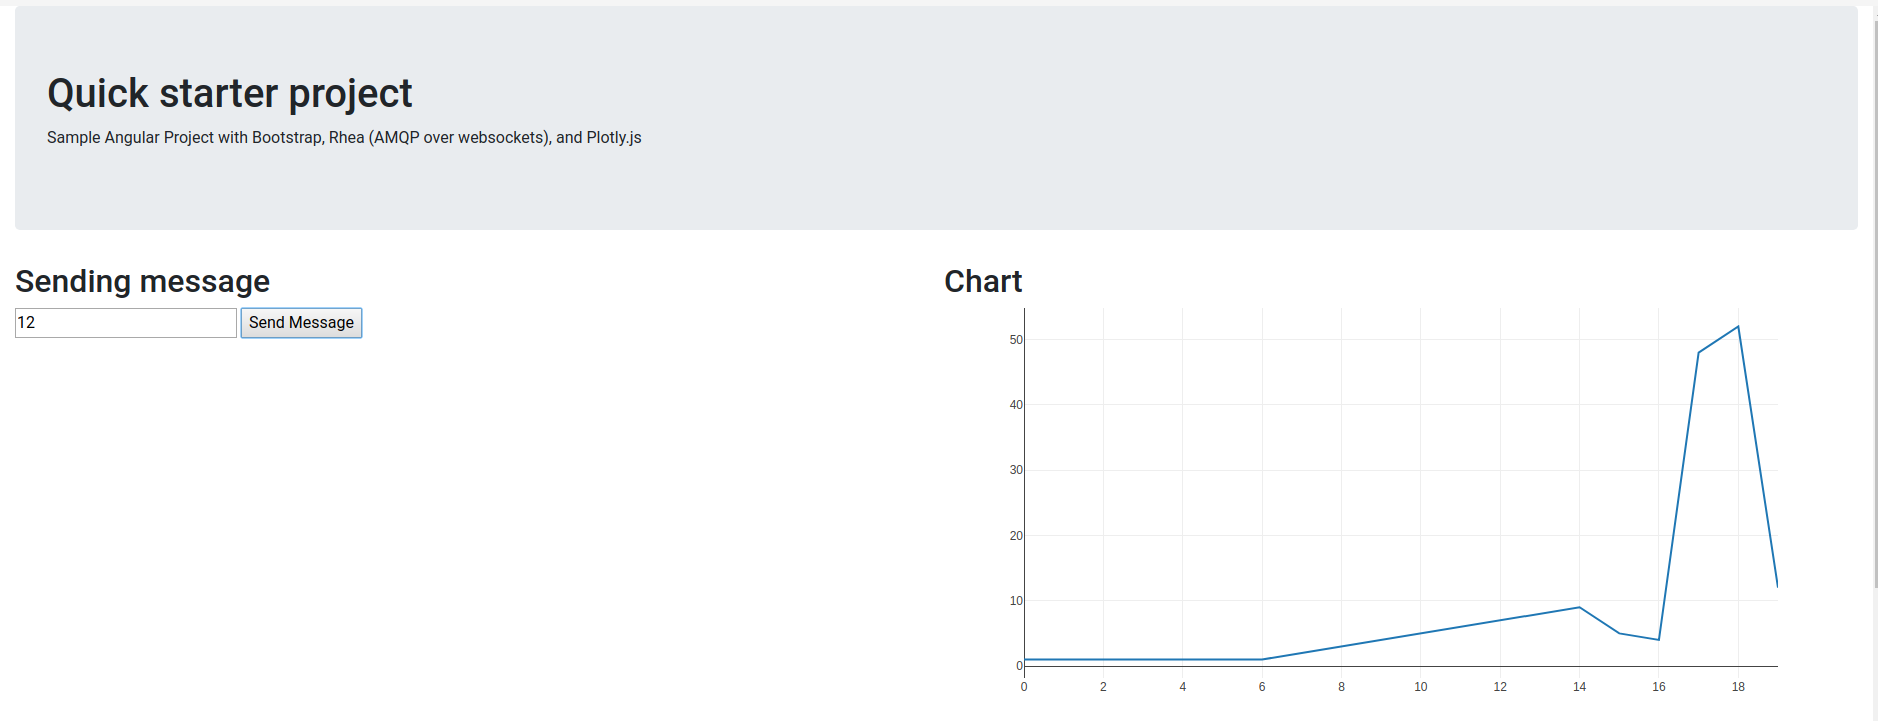 Quick starter project
Sample Angular Project with Bootstrap, Rhea (AMQP over websockets), and Plotly.js
Sending message
12
Send Message
Chart
50
40
30
20
10
0
0 2 4 6 8 10 12 14 16 18